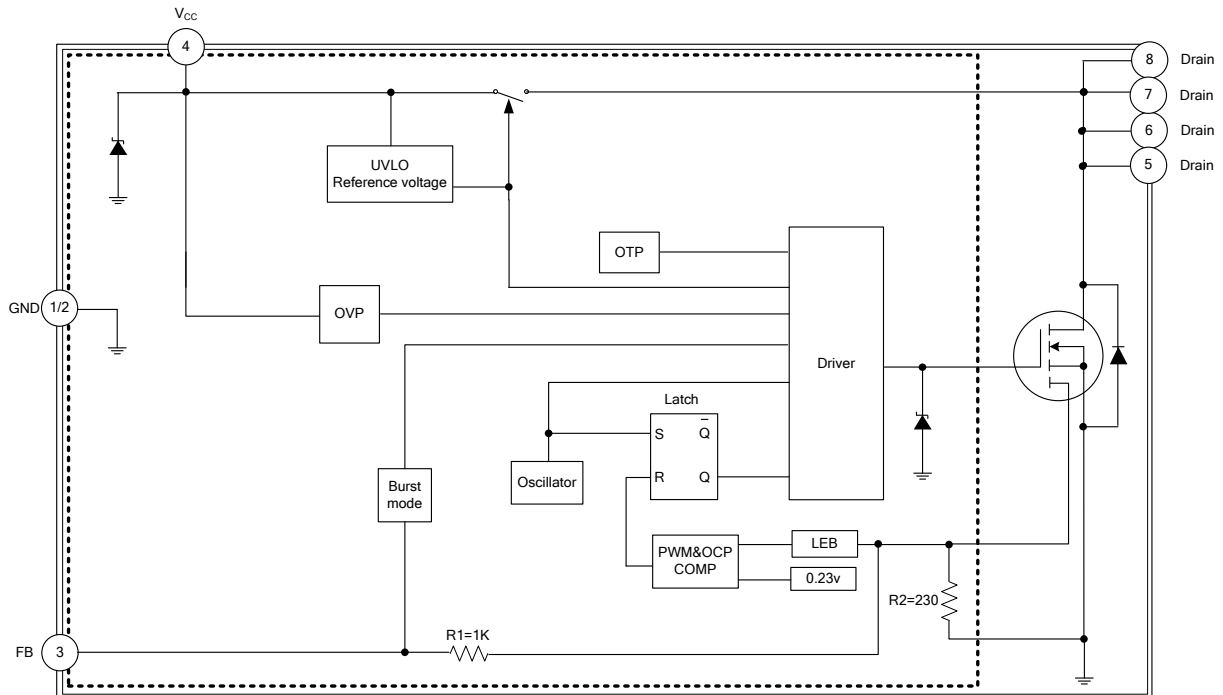 VCC
4
8 Drain
7 Drain
6 Drain
5 Drain
UVLO
Reference voltage
OTP
GND 1/2
OVP
Driver
Latch
S Q̅
R Q
Oscillator
Burst
mode
PWM&OCP
COMP
LEB
0.23v
R2=230
R1=1K
FB 3